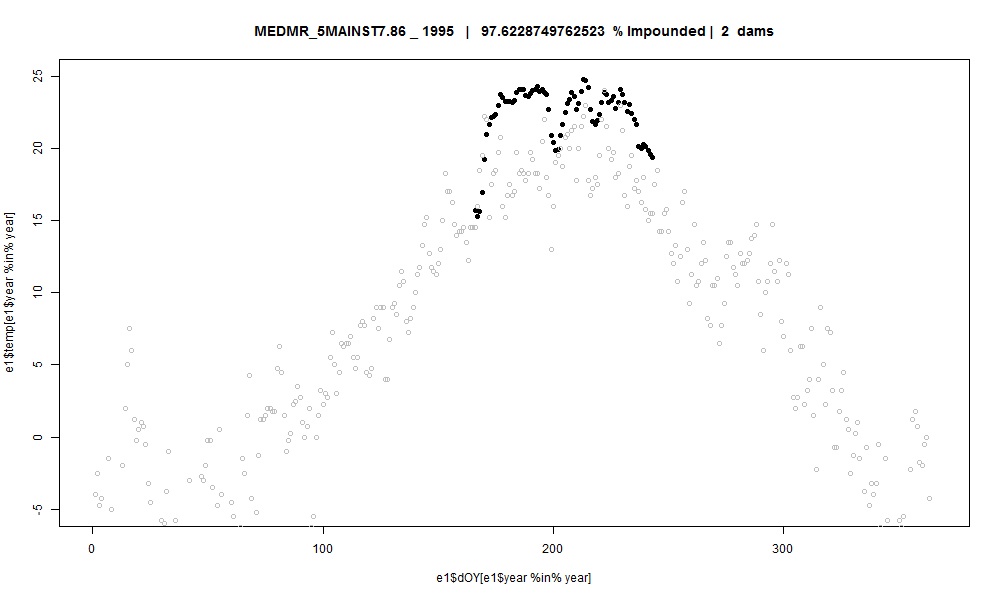 MEDMR_5MAINST7.86 _ 1995 | 97.6228749762523 % Impounded | 2 dams
e1$temp[e1$year %in% year]
25
20
15
10
5
0
-5
0 100 200 300
e1$dOY[e1$year %in% year]